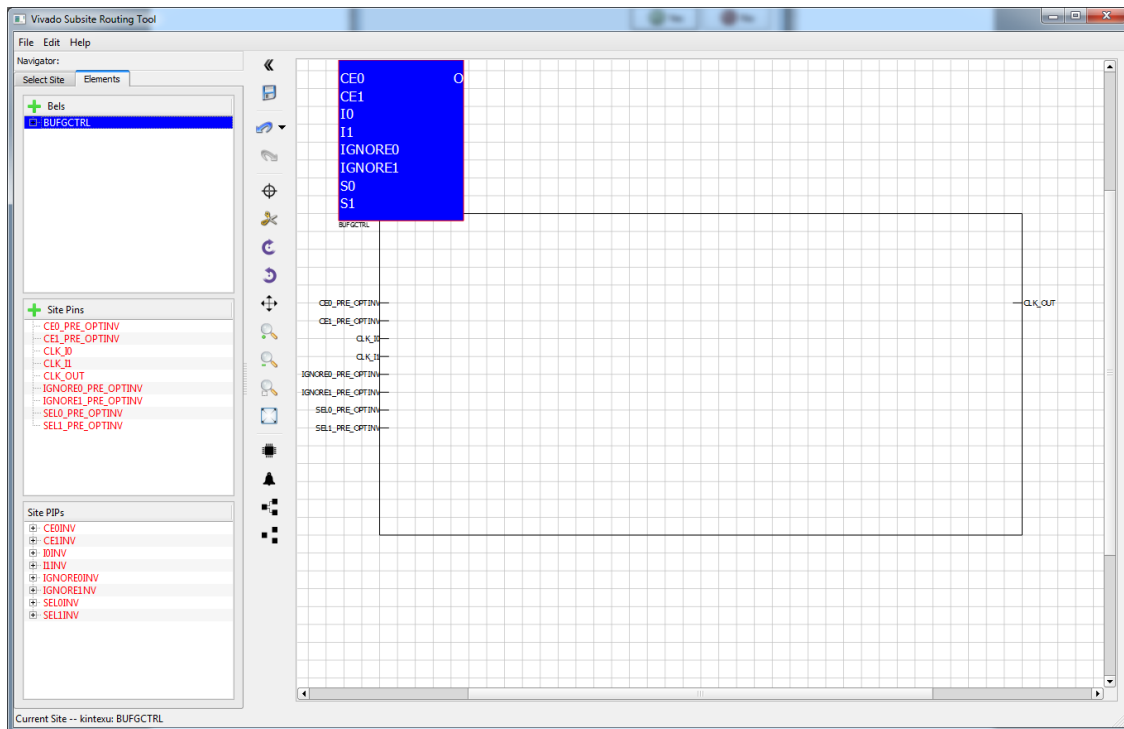 Vivado Subsite Routing Tool
File Edit Help
Navigator:
Select Site Elements
Bels
BUFGCTRL
Site Pins
CE0_PRE_OPTINV
CE1_PRE_OPTINV
CLK_I0
CLK_I1
CLK_OUT
IGNORE0_PRE_OPTINV
IGNORE1_PRE_OPTINV
SEL0_PRE_OPTINV
SEL1_PRE_OPTINV
Site PIPs
CE0INV
CE1INV
I0INV
I1INV
IGNORE0INV
IGNORE1NV
SEL0INV
SEL1INV
CE0 O
CE1
I0
I1
IGNORE0
IGNORE1
S0
S1
BUFGCTRL
CE0_PRE_OPTINV
CE1_PRE_OPTINV
CLK_I0
CLK_I1
IGNORE0_PRE_OPTINV
IGNORE1_PRE_OPTINV
SEL0_PRE_OPTINV
SEL1_PRE_OPTINV
CLK_OUT
Current Site -- kintexu: BUFGCTRL